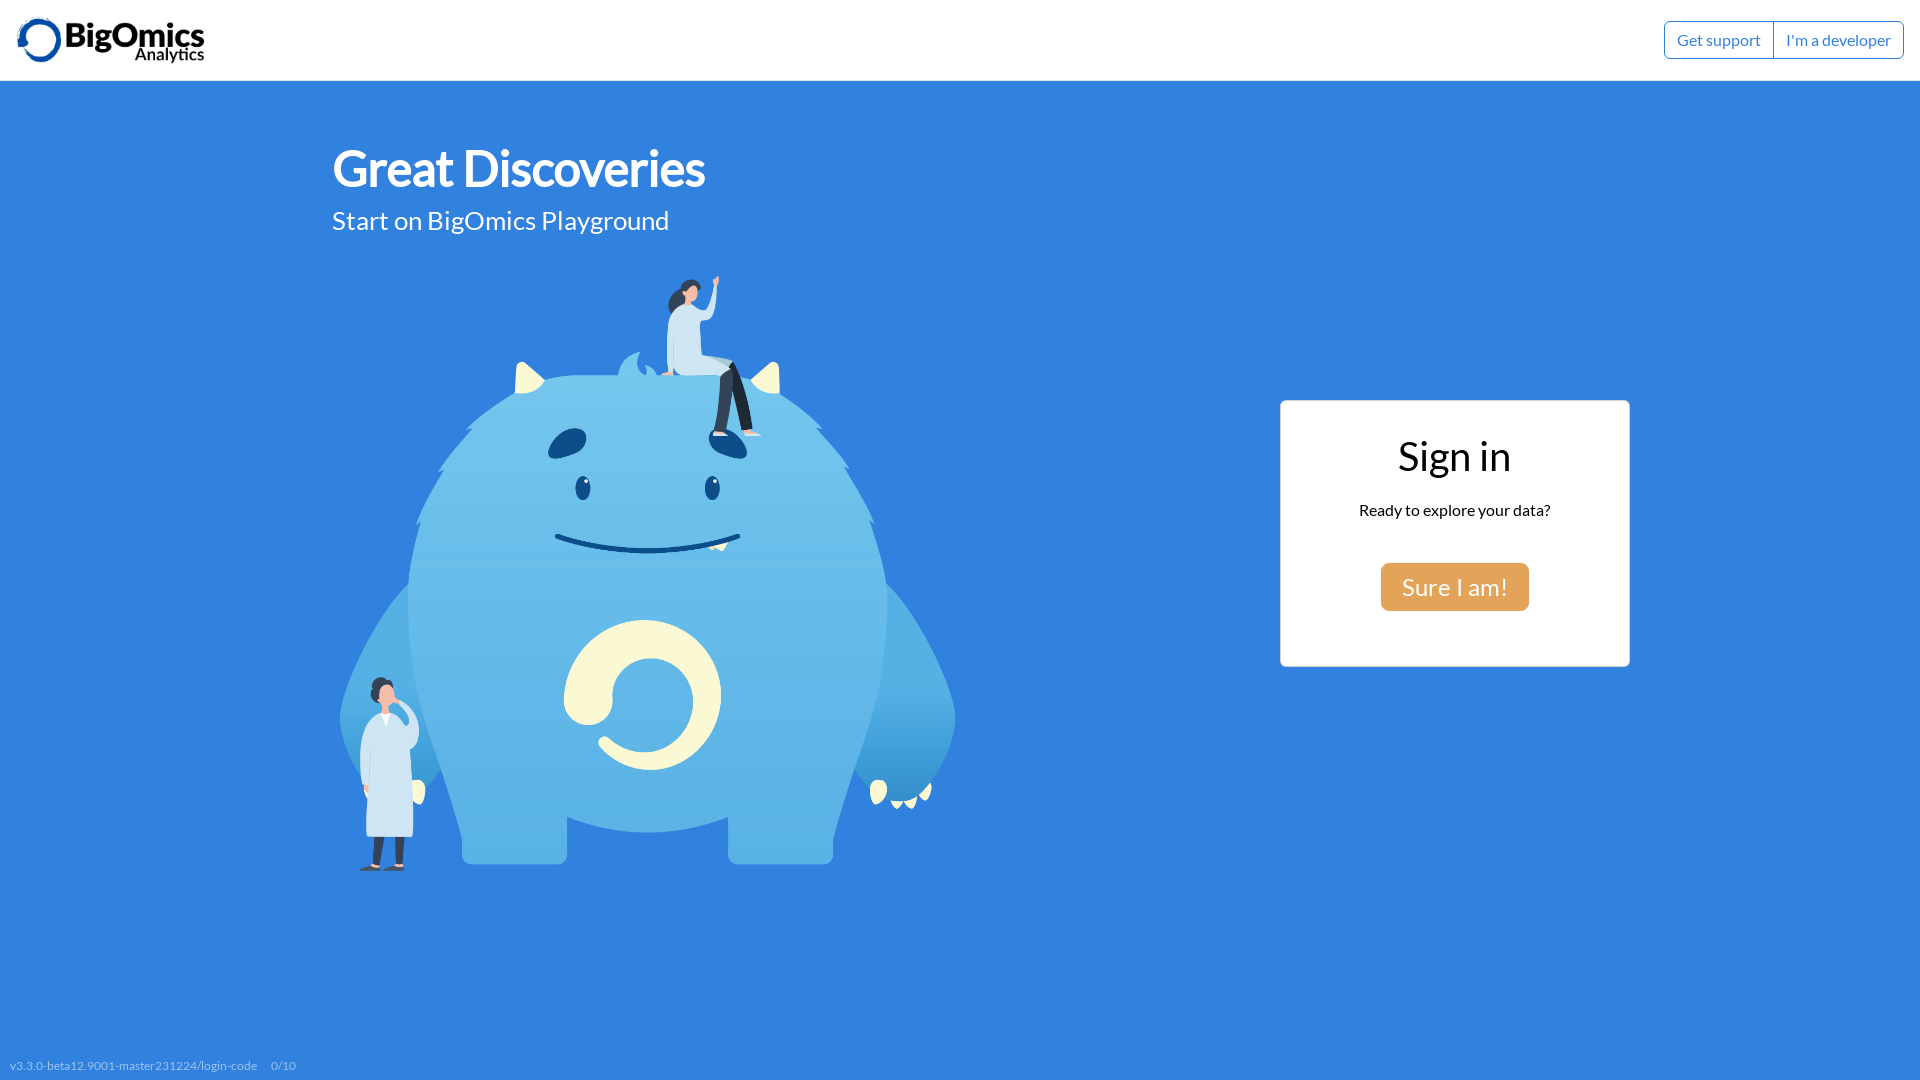 BigOmics
Analytics
Get support
I'm a developer
Great Discoveries
Start on BigOmics Playground
Sign in
Ready to explore your data?
Sure I am!
v3.3.0-beta12.9001-master231224/login-code 0/10